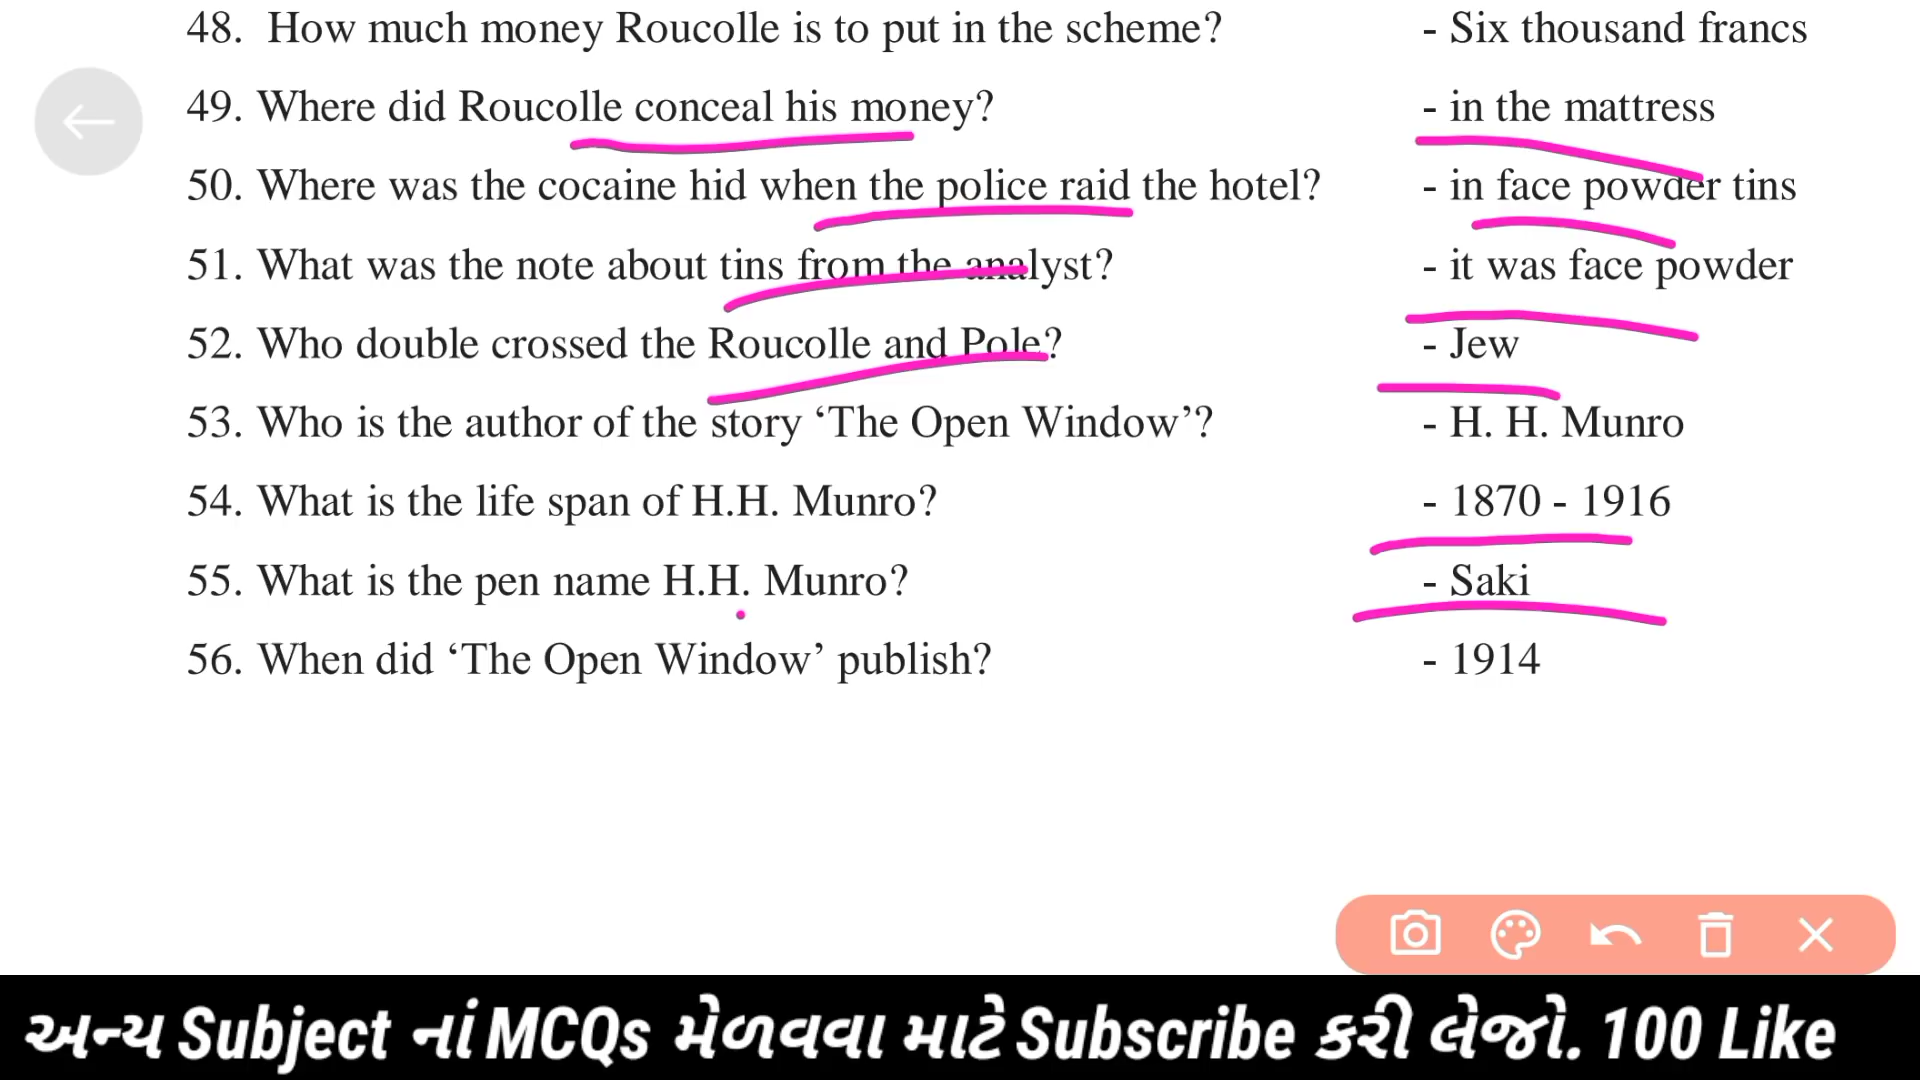 48. How much money Roucolle is to put in the scheme? - Six thousand francs
49. Where did Roucolle conceal his money? - in the mattress
50. Where was the cocaine hid when the police raid the hotel? - in face powder tins
51. What was the note about tins from the analyst? - it was face powder
52. Who double crossed the Roucolle and Pole? - Jew
53. Who is the author of the story ‘The Open Window’? - H. H. Munro
54. What is the life span of H.H. Munro? - 1870 - 1916
55. What is the pen name H.H. Munro? - Saki
56. When did ‘The Open Window’ publish? - 1914
અન્ય Subject નાં MCQs મેળવવા માટે Subscribe કરી લેજો. 100 Like